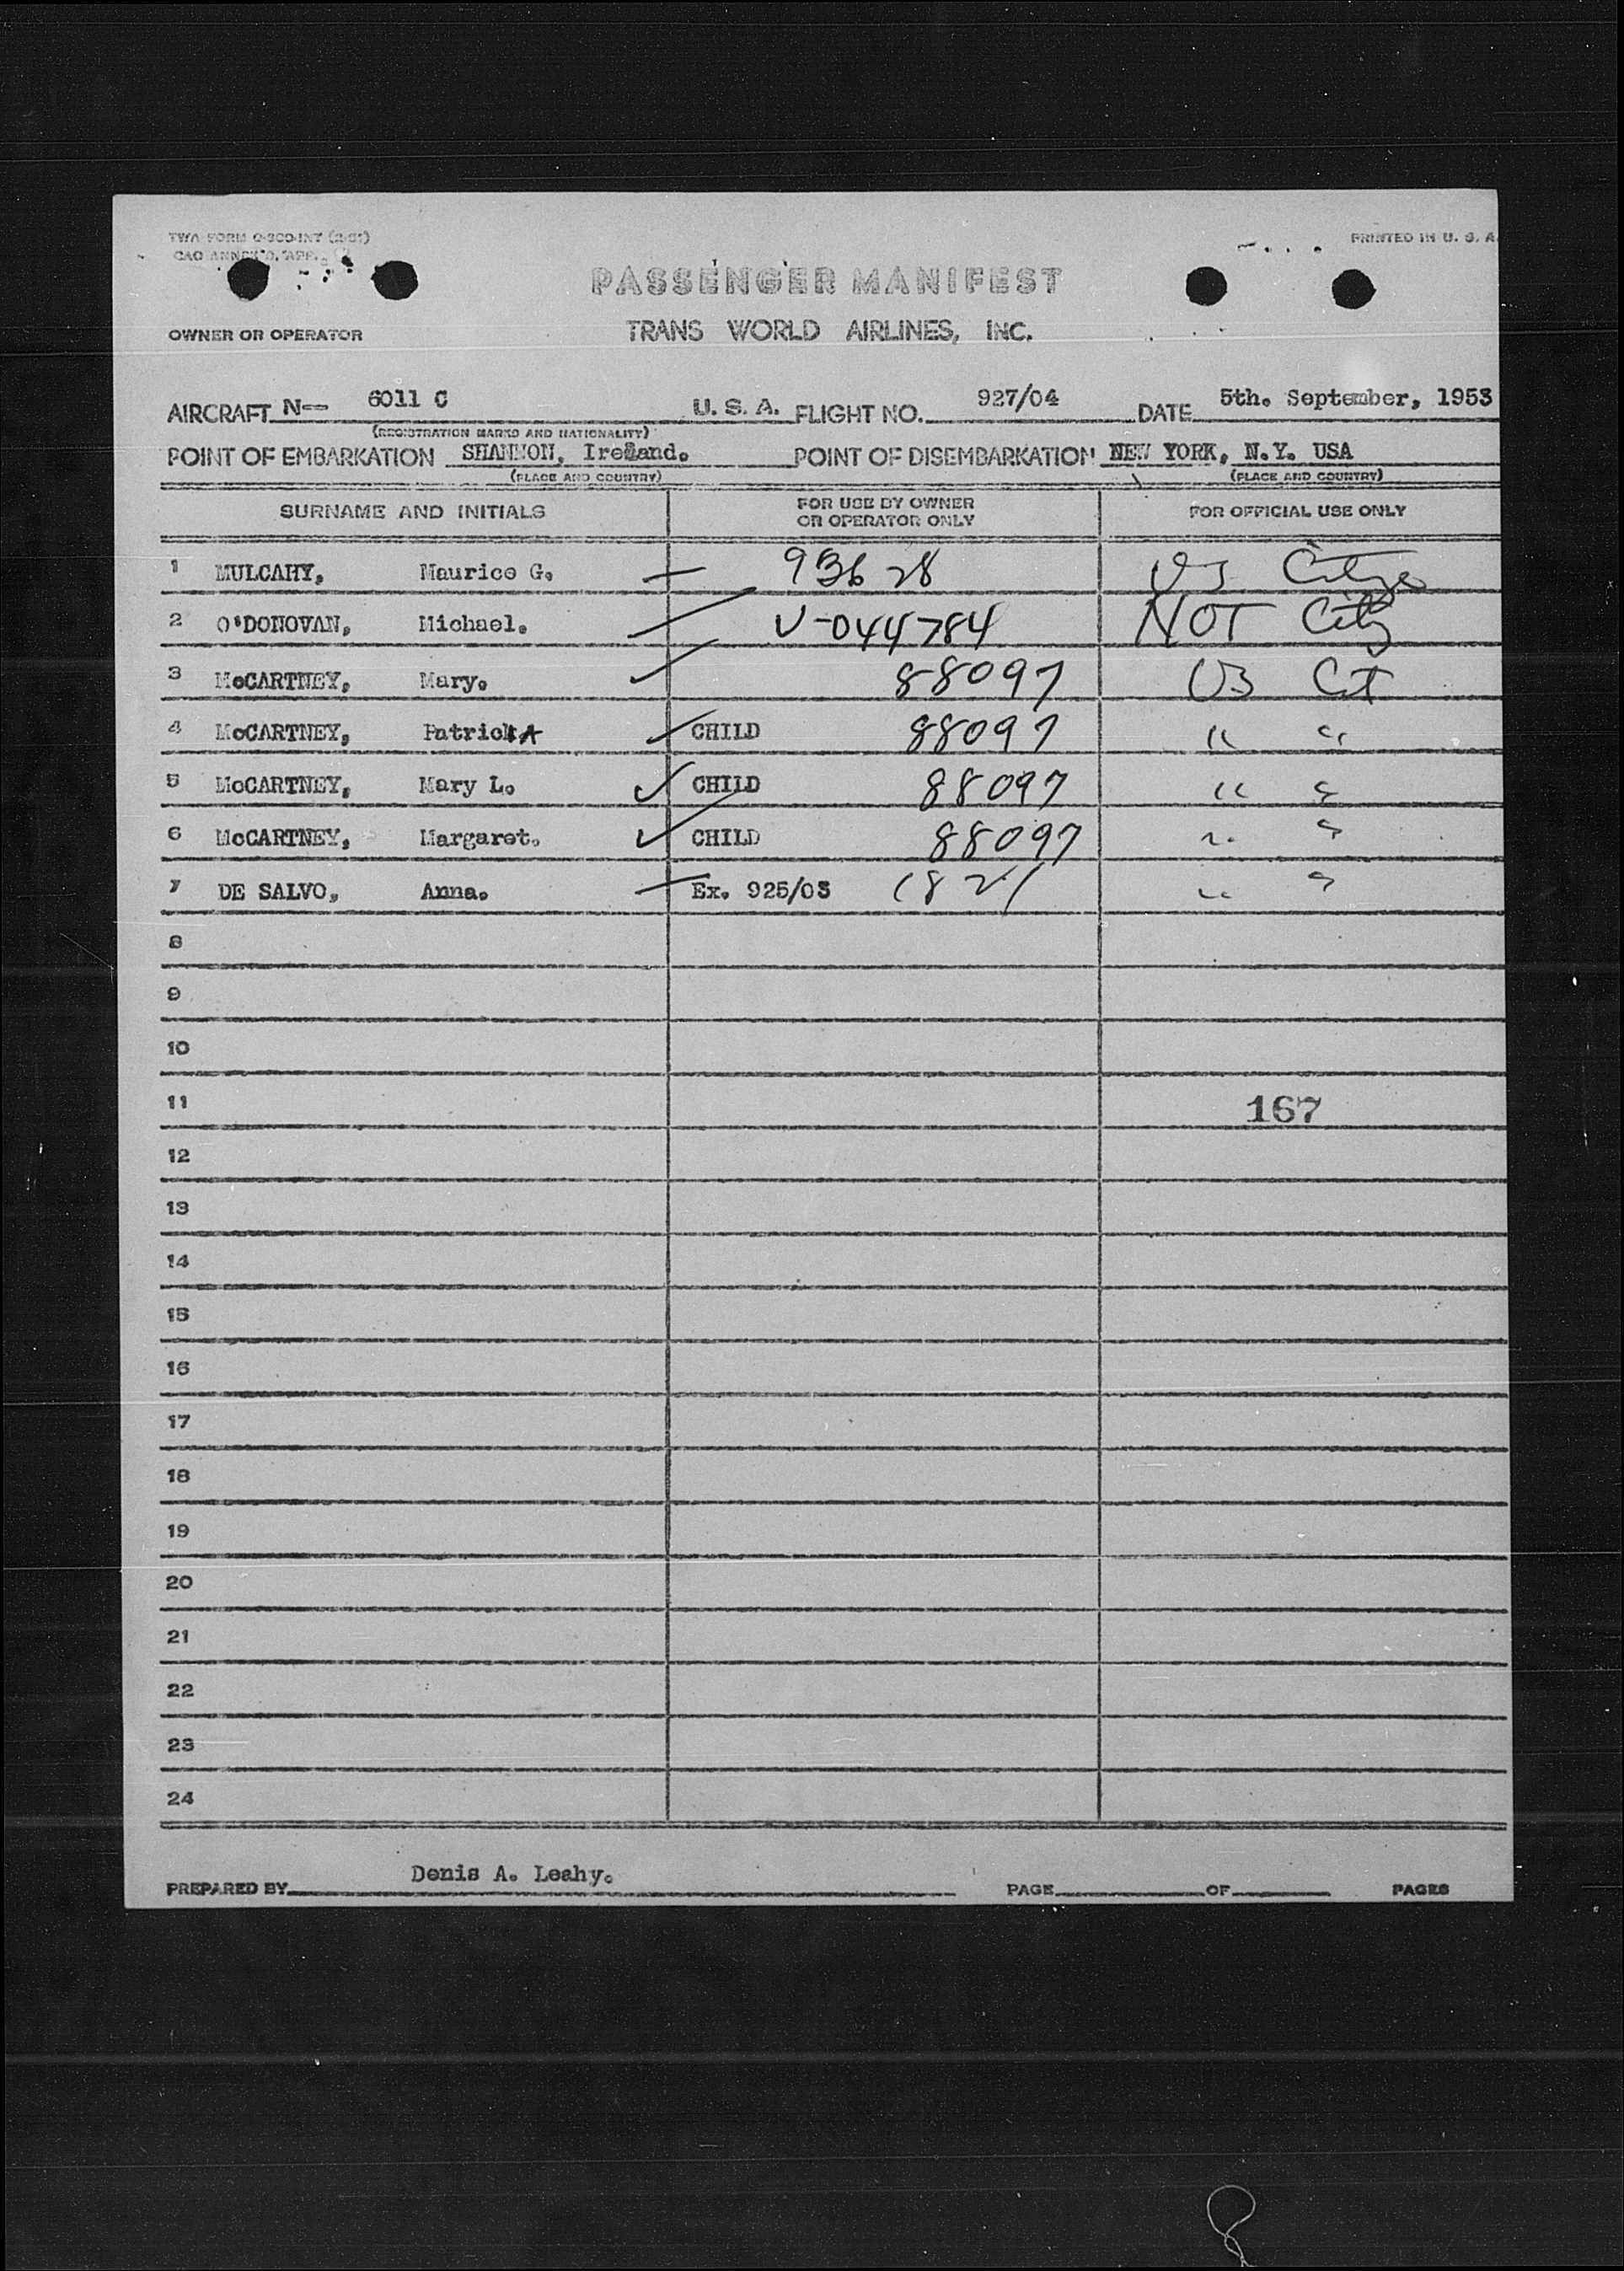 TWA FORM
PRINTED IN U. S. A.
PASSENGER MANIFEST
OWNER OR OPERATOR TRANS WORLD AIRLINES, INC.
AIRCRAFT N-- 6011 C U. S. A. FLIGHT NO. 927/04 DATE 5th. September, 1953
(REGISTRATION MARKS AND NATIONALITY)
POINT OF EMBARKATION SHANNON, Ireland. POINT OF DISEMBARKATION NEW YORK, N.Y. USA
(PLACE AND COUNTRY) (PLACE AND COUNTRY)
SURNAME AND INITIALS FOR USE BY OWNER OR OPERATOR ONLY FOR OFFICIAL USE ONLY
1 MULCAHY, Maurice G. 93628 US
2 O'DONOVAN, Michael. V-044784 NOT
3 McCARTNEY, Mary. 88097 US Cit
4 McCARTNEY, Patrick A CHILD 88097 " "
5 McCARTNEY, Mary L. CHILD 88097 " "
6 McCARTNEY, Margaret. CHILD 88097 " "
7 DE SALVO, Anna. Ex. 925/03 " "
8
9
10
11 167
12
13
14
15
16
17
18
19
20
21
22
23
24
PREPARED BY Denis A. Leahy. PAGE OF PAGES